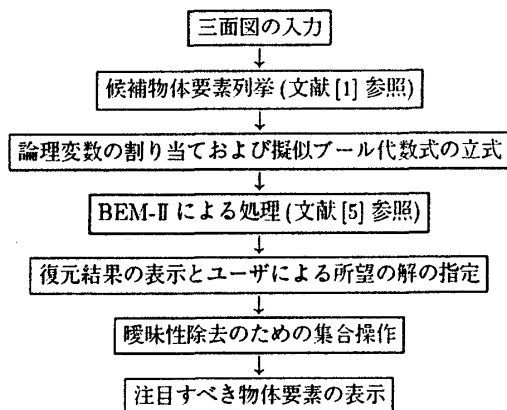 三面図の入力
↓
候補物体要素列挙(文献[1]参照)
↓
論理変数の割り当ておよび擬似ブール代数式の立式
↓
BEM-Ⅱによる処理(文献[5]参照)
↓
復元結果の表示とユーザによる所望の解の指定
↓
曖昧性除去のための集合操作
↓
注目すべき物体要素の表示